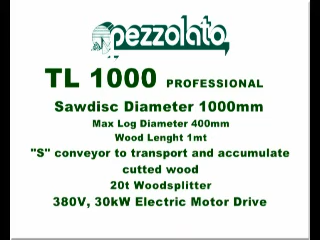 pezzolato
TL 1000 PROFESSIONAL
Sawdisc Diameter 1000mm
Max Log Diameter 400mm
Wood Lenght 1mt
"S" conveyor to transport and accumulate
cutted wood
20t Woodsplitter
380V, 30kW Electric Motor Drive